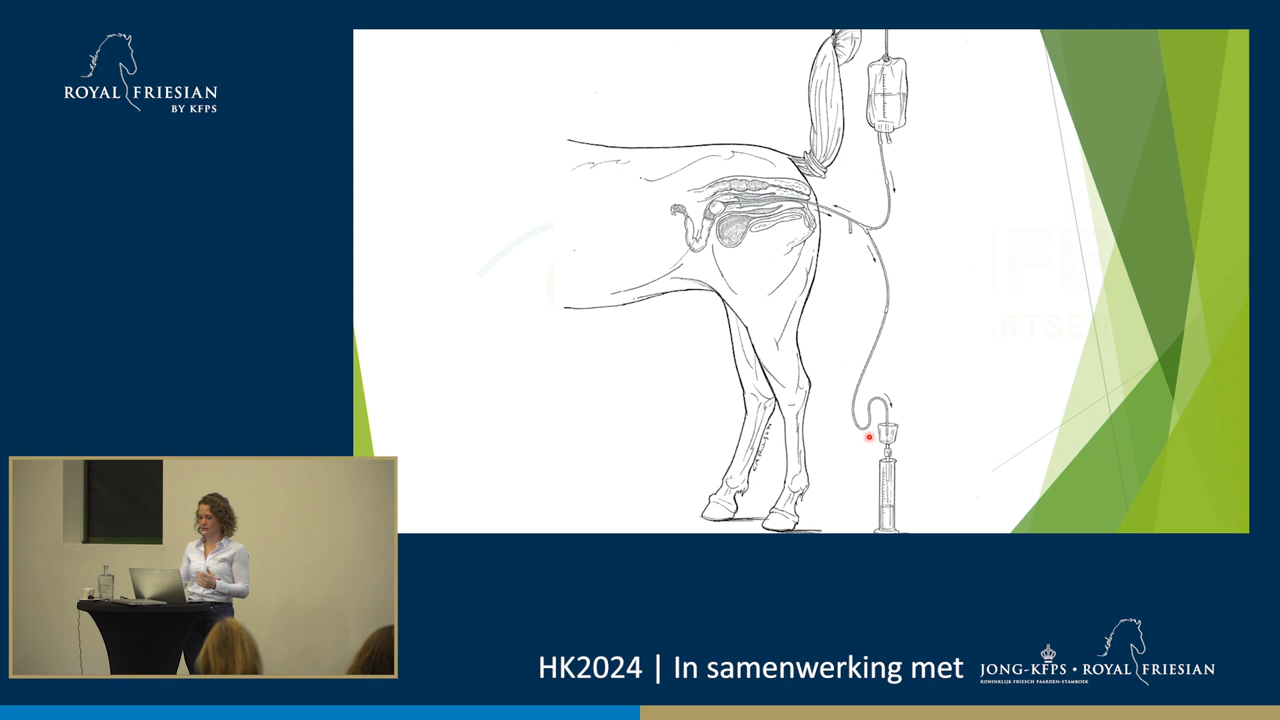 ROYAL FRIESIAN
BY KFPS
HK2024 | In samenwerking met
JONG-KFPS • ROYAL FRIESIAN
KONINKLIJK FRIESCH PAARDEN-STAMBOEK